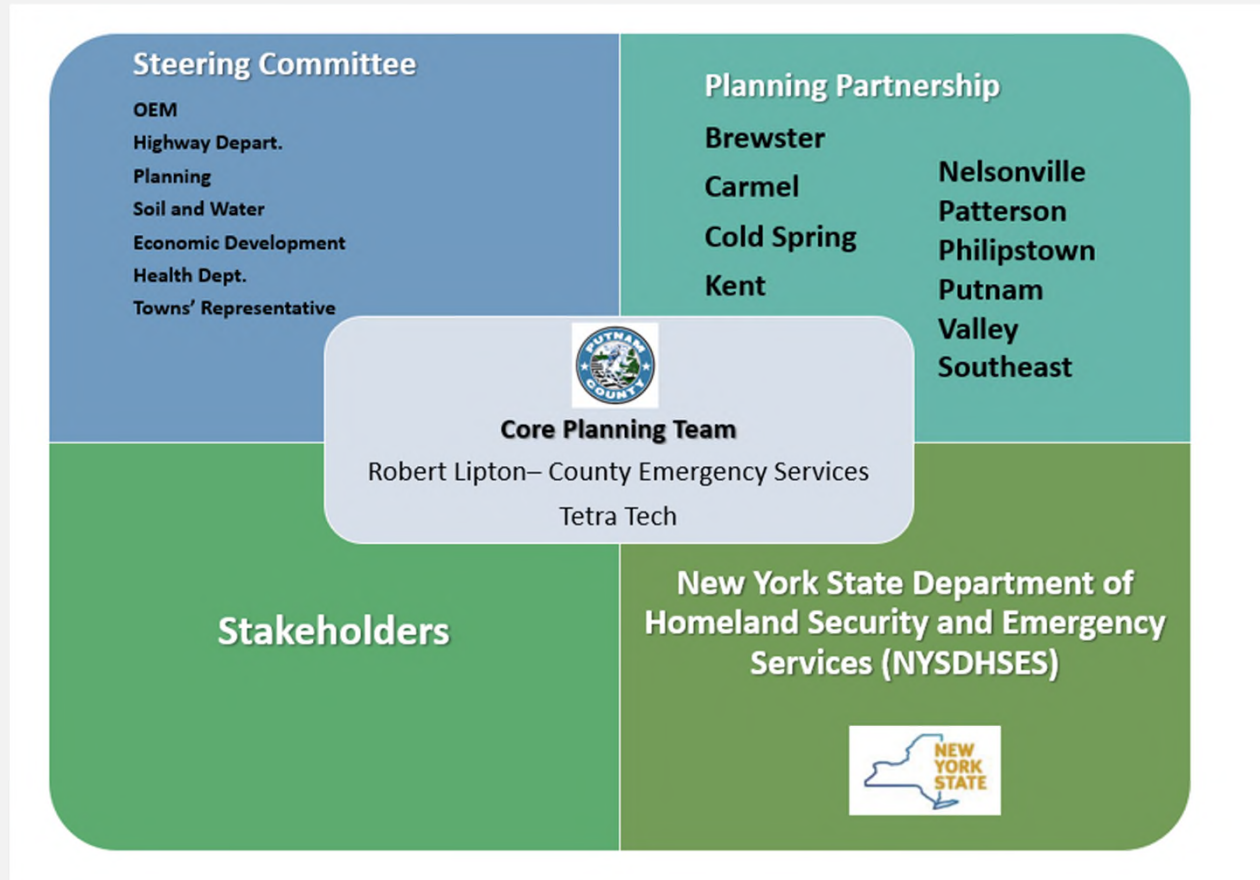 Steering Committee
OEM
Highway Depart.
Planning
Soil and Water
Economic Development
Health Dept.
Towns’ Representative
Planning Partnership
Brewster
Carmel
Cold Spring
Kent
Nelsonville
Patterson
Philipstown
Putnam
Valley
Southeast
PUTNAM
COUNTY
Core Planning Team
Robert Lipton– County Emergency Services
Tetra Tech
Stakeholders
New York State Department of
Homeland Security and Emergency
Services (NYSDHSES)
NEW
YORK
STATE